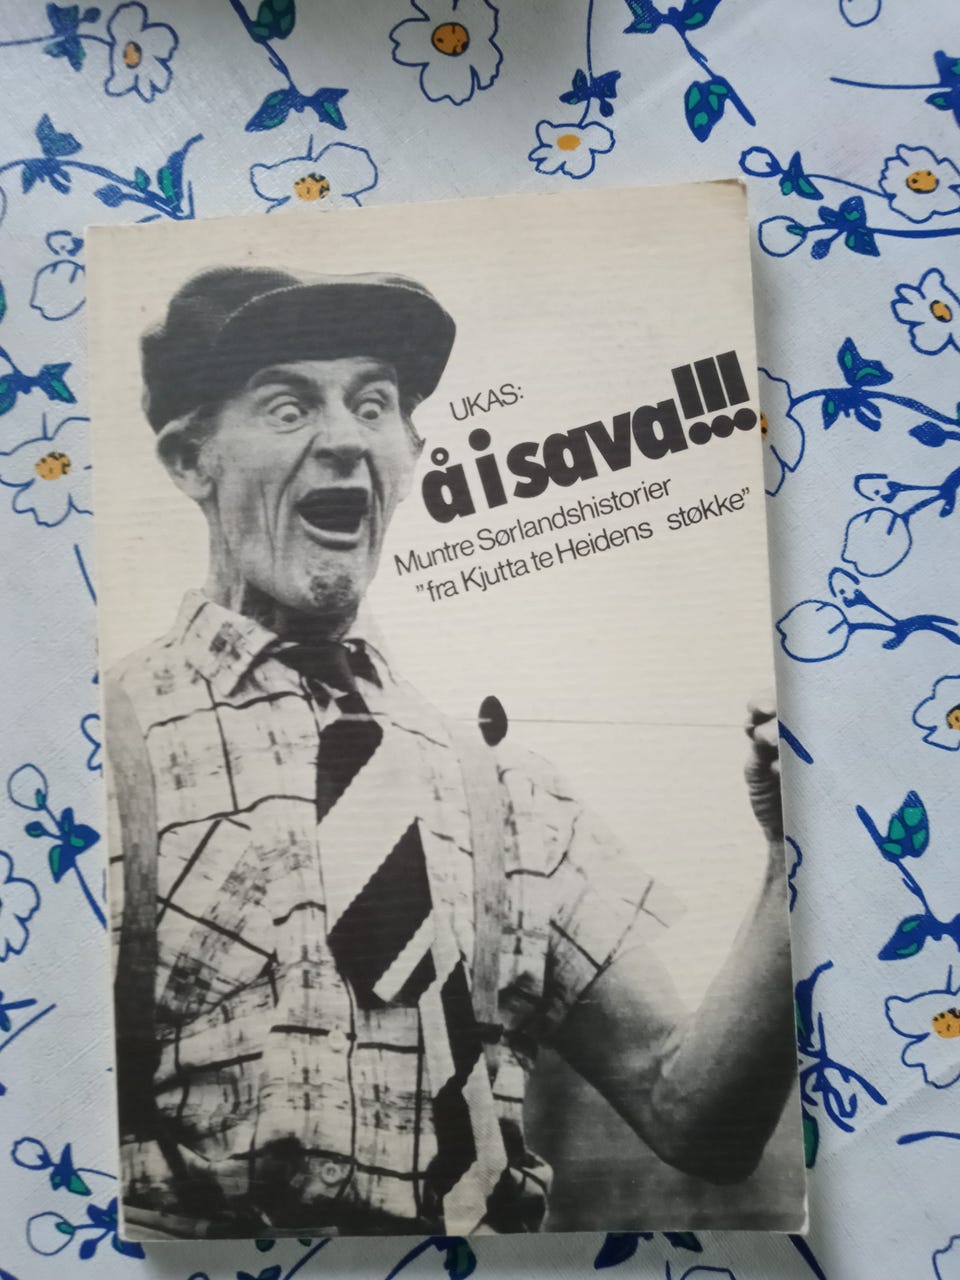 UKAS:
å i sava!!!
Muntre Sørlandshistorier
"fra Kjutta te Heidens støkke"